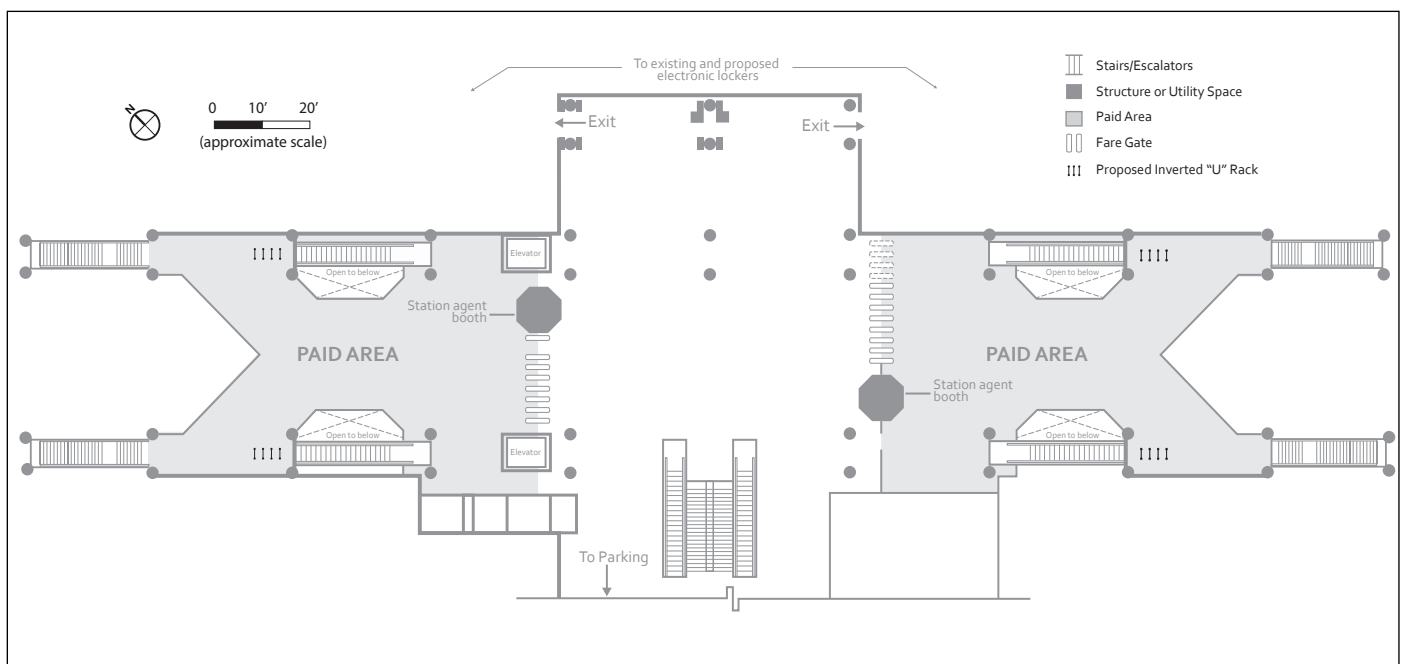 To existing and proposed
electronic lockers
N
0 10' 20'
(approximate scale)
Exit
Exit
Stairs/Escalators
Structure or Utility Space
Paid Area
Fare Gate
Proposed Inverted “U” Rack
Elevator
Open to below
Open to below
Station agent
booth
PAID AREA
PAID AREA
Station agent
booth
Open to below
Open to below
Elevator
To Parking